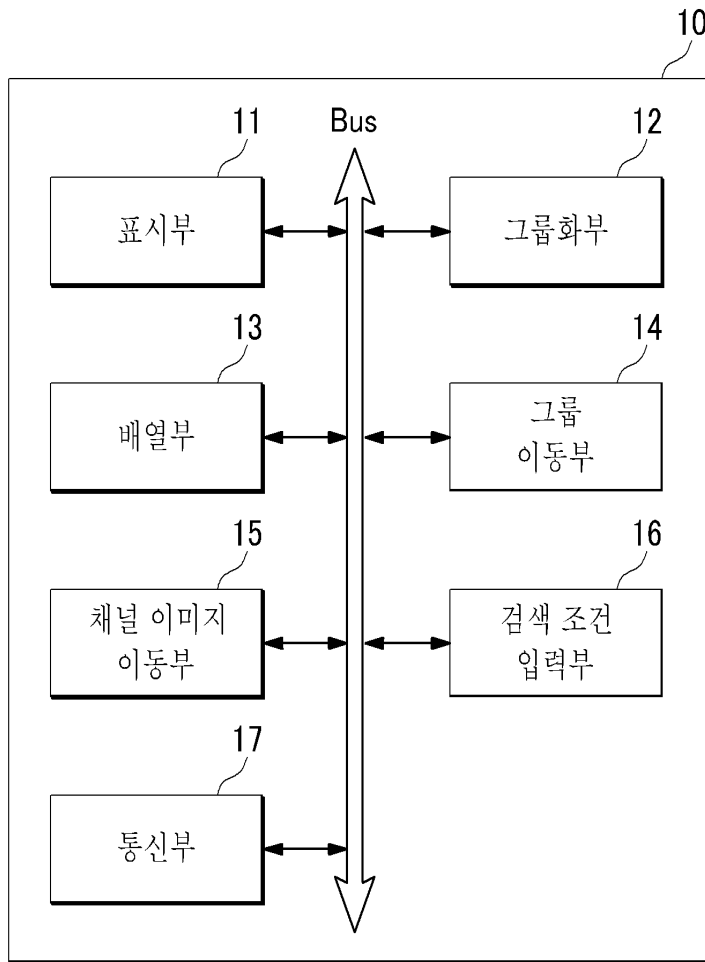 10
11
Bus
12
표시부
그룹화부
13
14
배열부
그룹
이동부
15
16
채널 이미지
이동부
검색 조건
입력부
17
통신부